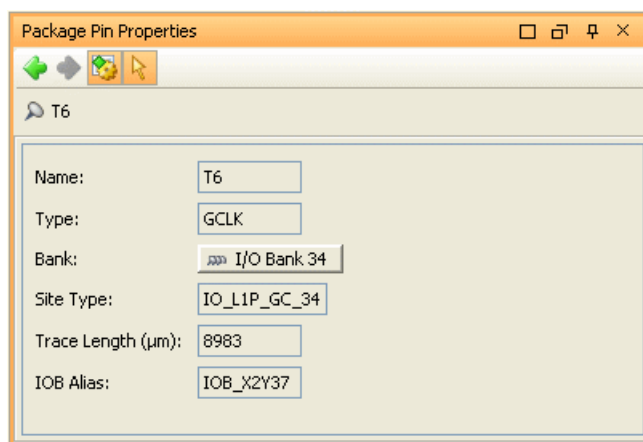 Package Pin Properties
T6
Name: T6
Type: GCLK
Bank: I/O Bank 34
Site Type: IO_L1P_GC_34
Trace Length (µm): 8983
IOB Alias: IOB_X2Y37